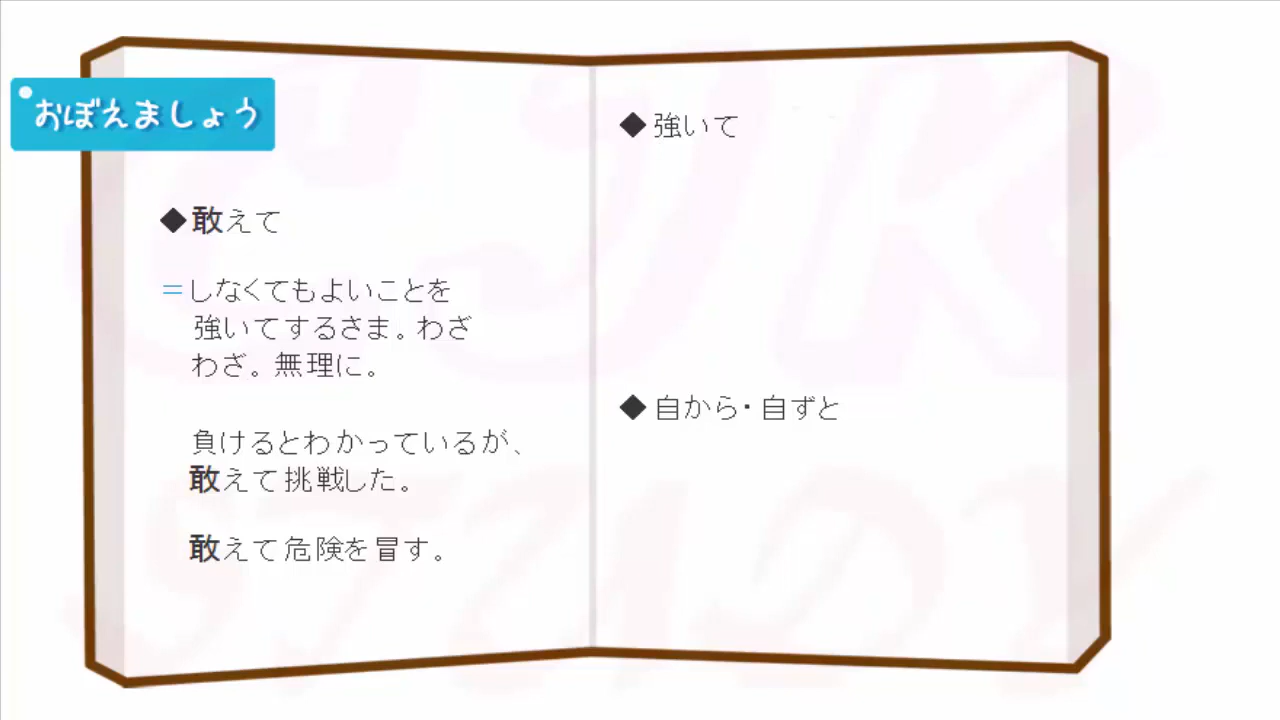 おぼえましょう
◆敢えて
＝しなくてもよいことを
強いてするさま。わざ
わざ。無理に。
負けるとわかっているが、
敢えて挑戦した。
敢えて危険を冒す。
◆強いて
◆自から・自ずと
CJK
STUDY